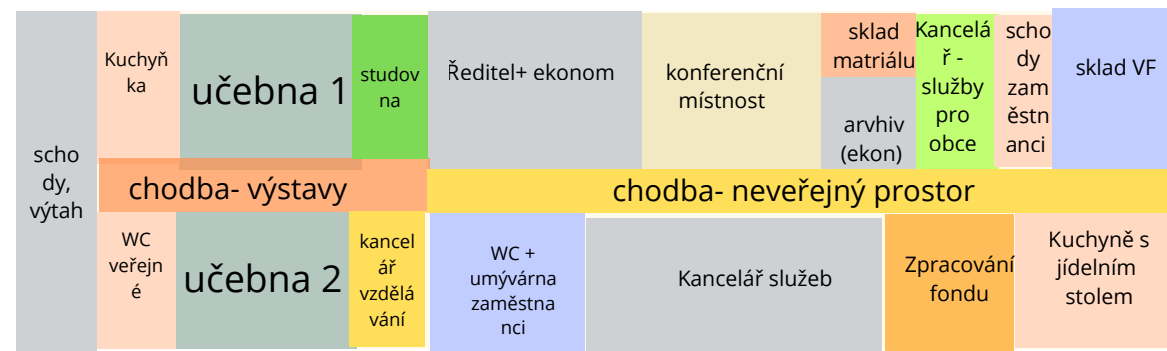 scho
dy,
výtah
Kuchyň
ka
učebna 1
studov
na
Ředitel+ ekonom
konferenční
místnost
sklad
matriálu
arvhiv
(ekon)
Kancelá
ř -
služby
pro
obce
scho
dy
zam
ěstn
anci
sklad VF
chodba- výstavy
chodba- neveřejný prostor
WC
veřejn
é
učebna 2
kancel
ář
vzdělá
vání
WC +
umývárna
zaměstna
nci
Kancelář služeb
Zpracování
fondu
Kuchyně s
jídelním
stolem